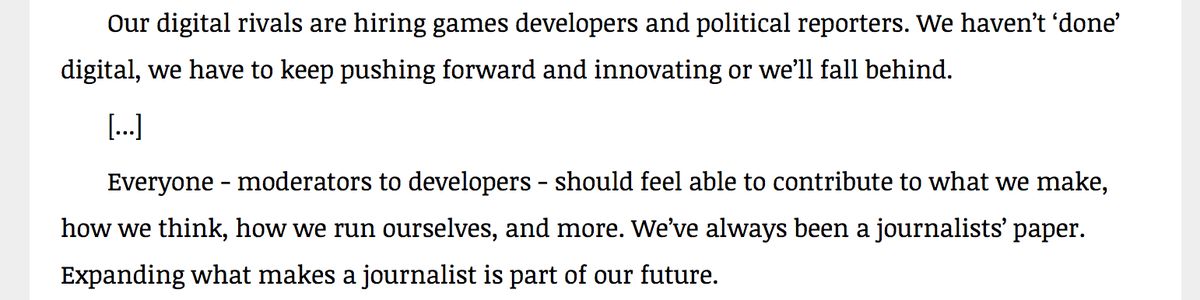 Our digital rivals are hiring games developers and political reporters. We haven’t ‘done’
digital, we have to keep pushing forward and innovating or we’ll fall behind.
[...]
Everyone - moderators to developers - should feel able to contribute to what we make,
how we think, how we run ourselves, and more. We’ve always been a journalists’ paper.
Expanding what makes a journalist is part of our future.